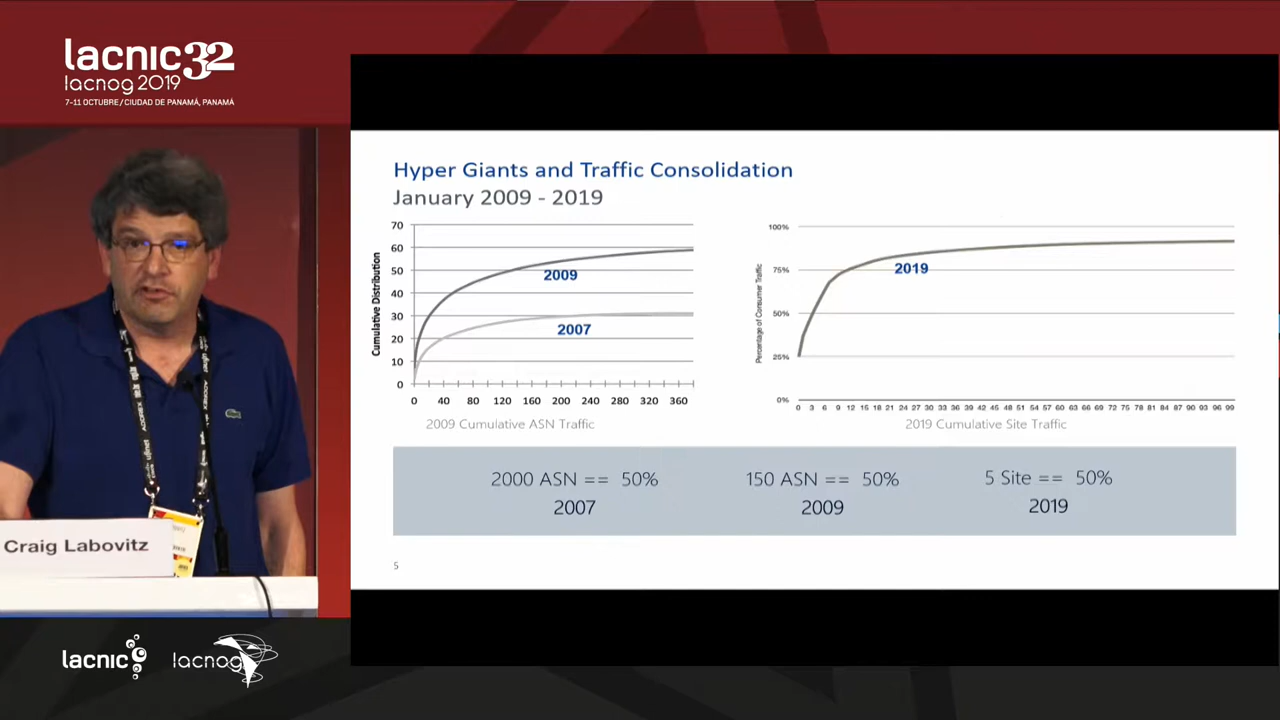 lacnic 32
lacnog 2019
7-11 OCTUBRE / CIUDAD DE PANAMÁ, PANAMÁ
Hyper Giants and Traffic Consolidation
January 2009 - 2019
Cumulative Distribution
70
60
50
40
30
20
10
0
2009
2007
0 40 80 120 160 200 240 280 320 360
2009 Cumulative ASN Traffic
Percentage of Consumer Traffic
100%
75%
50%
25%
0%
2019
0 3 6 9 12 15 18 21 24 27 30 33 36 39 42 45 48 51 54 57 60 63 66 69 72 75 78 81 84 87 90 93 96 99
2019 Cumulative Site Traffic
2000 ASN == 50%
2007
150 ASN == 50%
2009
5 Site == 50%
2019
5
Craig Labovitz
lacnic
lacnog